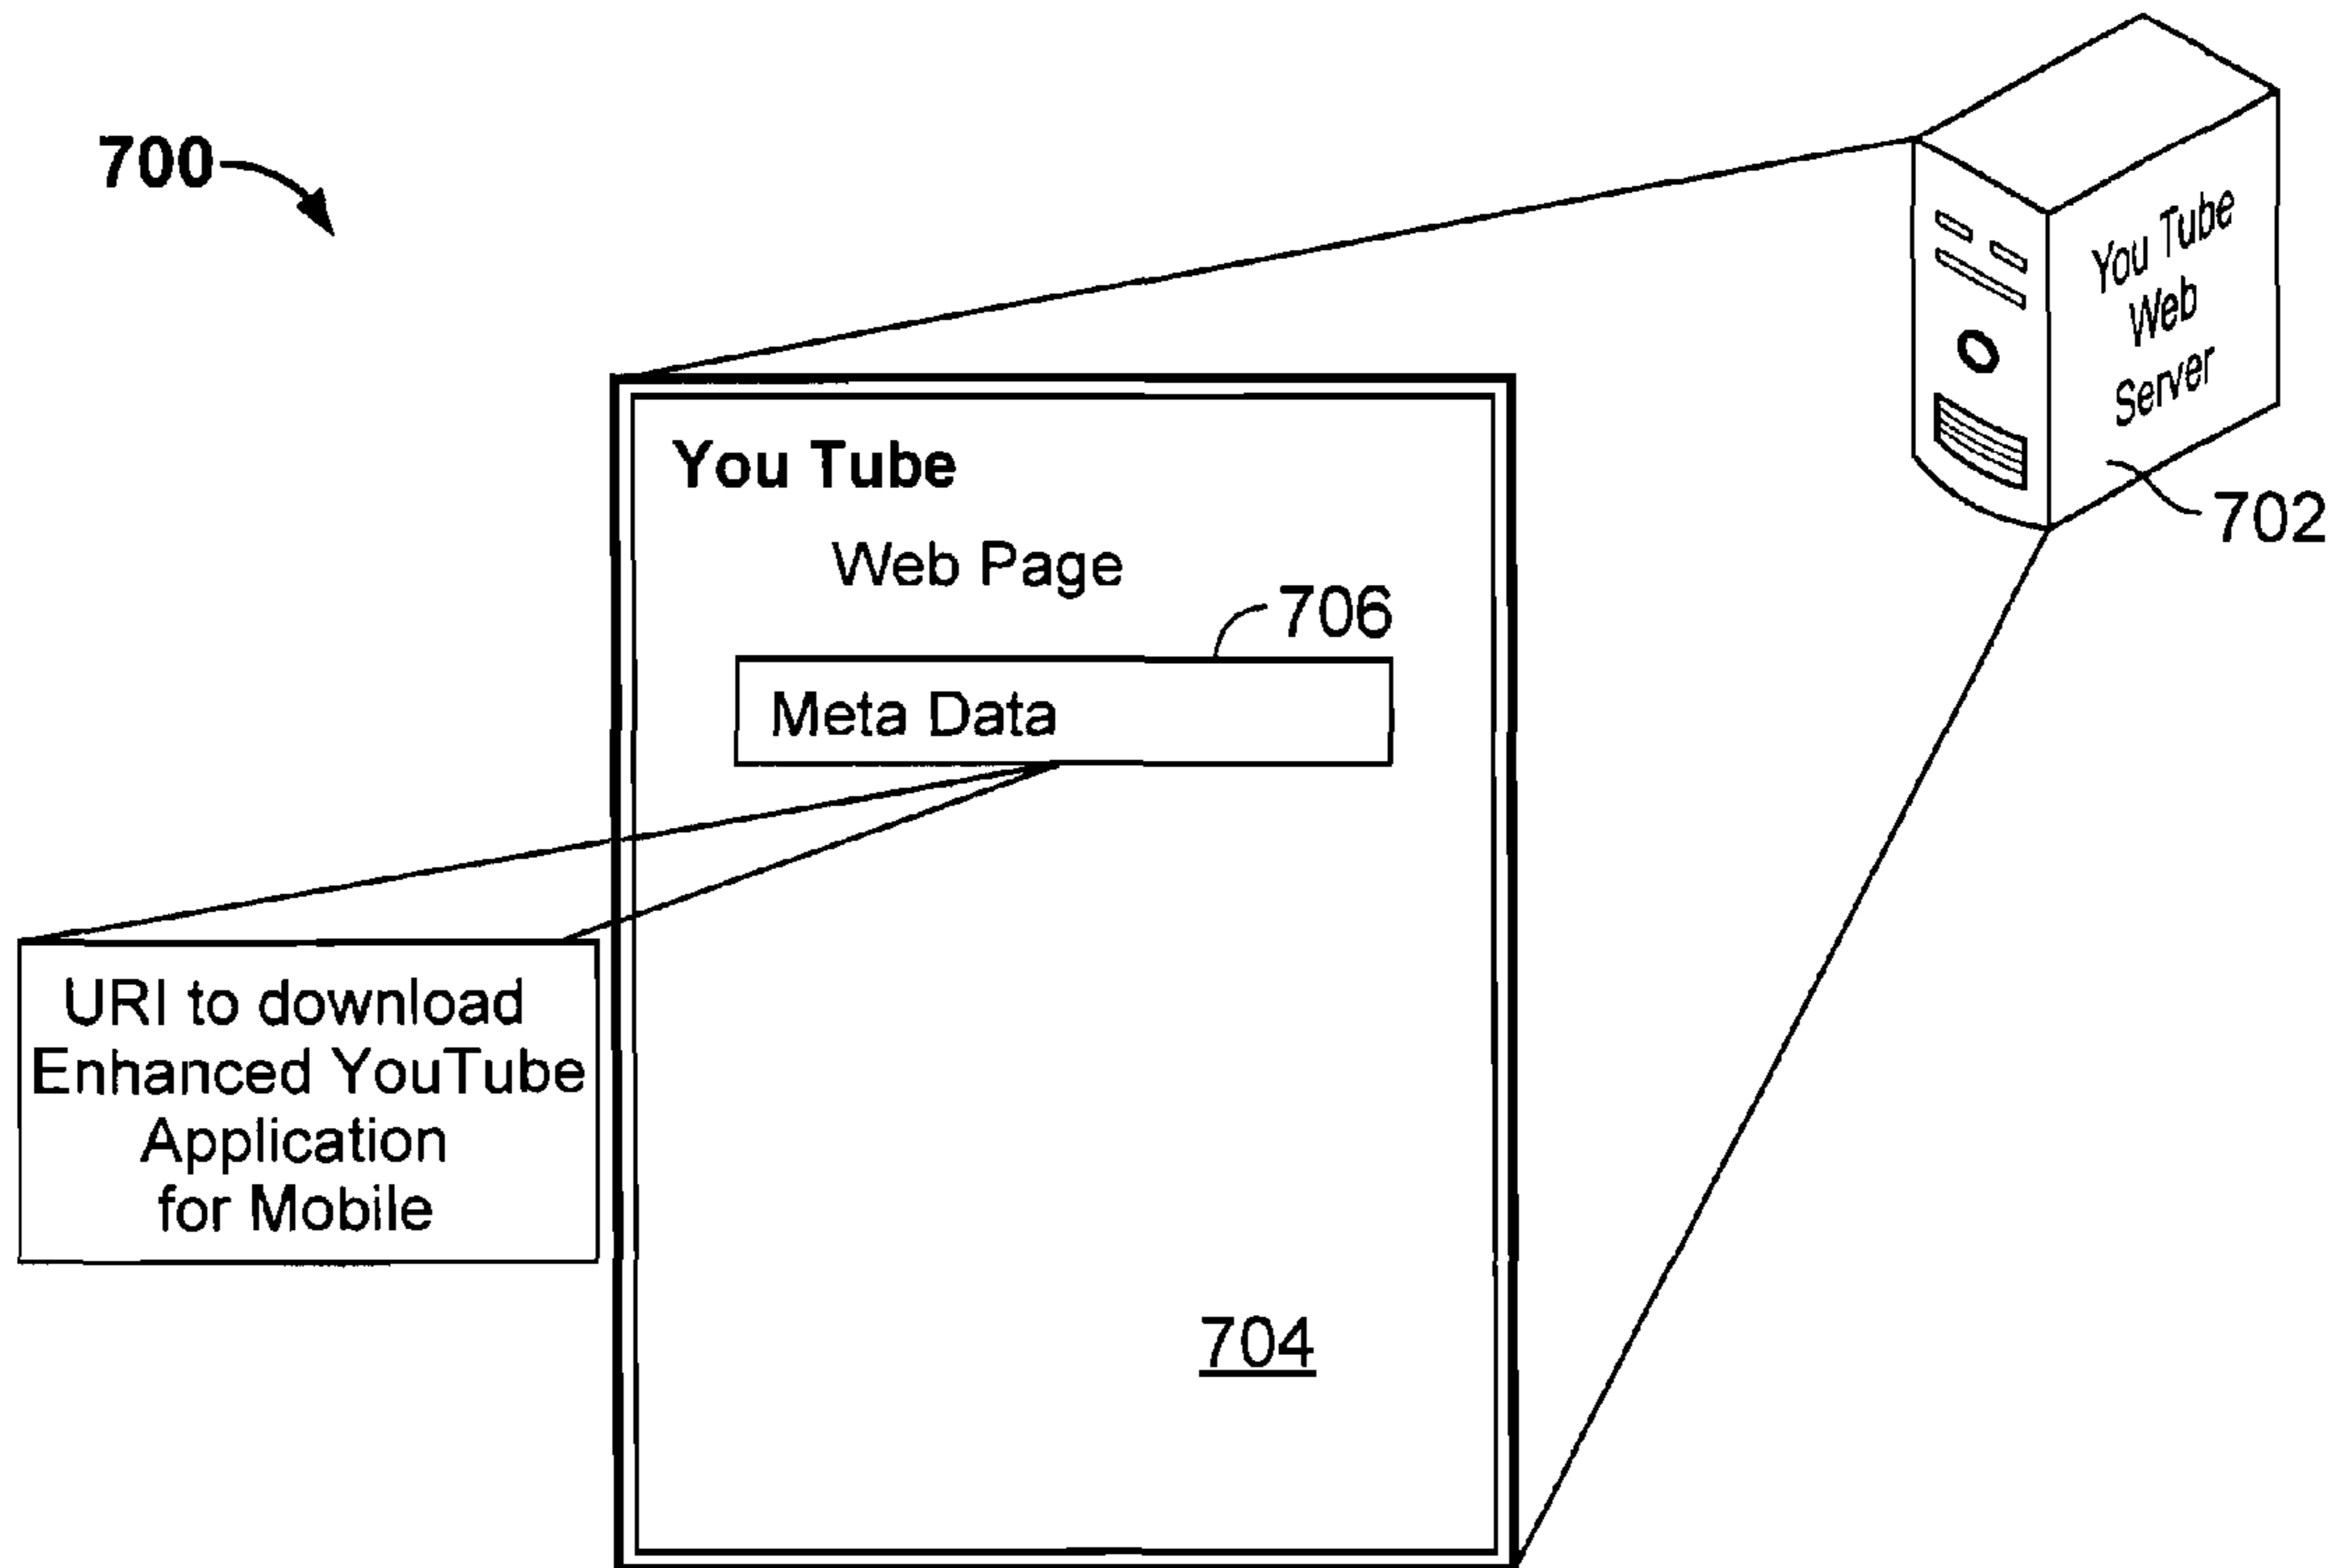 700
You Tube
Web
Server
702
You Tube
Web Page
706
Meta Data
URI to download
Enhanced YouTube
Application
for Mobile
704